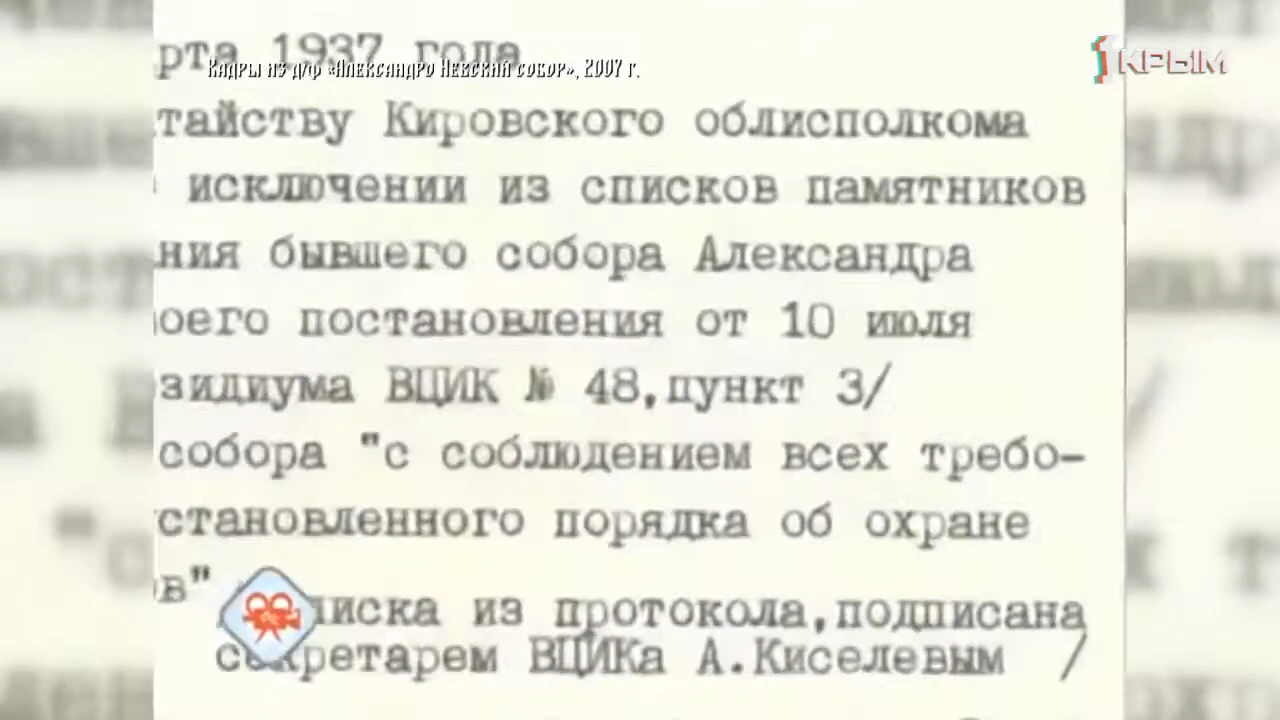 рта 1937 года
Кадры из д/ф «Александро Невский собор», 2007 г.
1КРЫМ
тайству Кировского облисполкома
исключении из списков памятников
ния бывшего собора Александра
оего постановления от 10 июля
зидиума ВЦИК № 48,пункт 3/
собора "с соблюдением всех требо-
становленного порядка об охране
ов"
писка из протокола,подписана
секретарем ВЦИКа А.Киселевым /